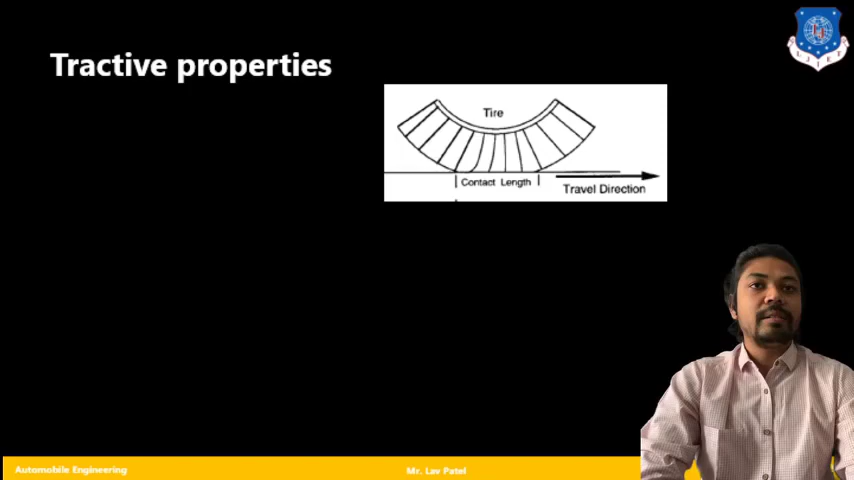 Tractive properties
Tire
Contact Length
Travel Direction
Automobile Engineering
Mr. Lav Patel